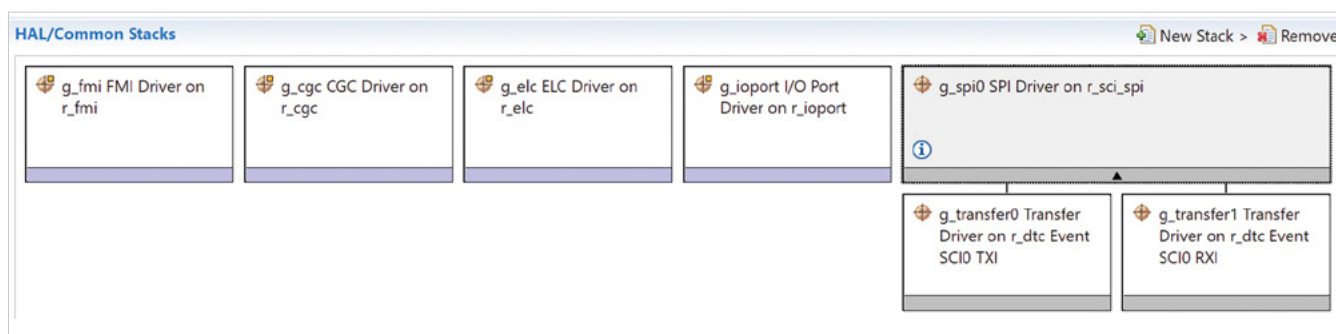 HAL/Common Stacks
New Stack > Remove
g_fmi FMI Driver on
r_fmi
g_cgc CGC Driver on
r_cgc
g_elc ELC Driver on
r_elc
g_ioport I/O Port
Driver on r_ioport
g_spi0 SPI Driver on r_sci_spi
g_transfer0 Transfer
Driver on r_dtc Event
SCI0 TXI
g_transfer1 Transfer
Driver on r_dtc Event
SCI0 RXI